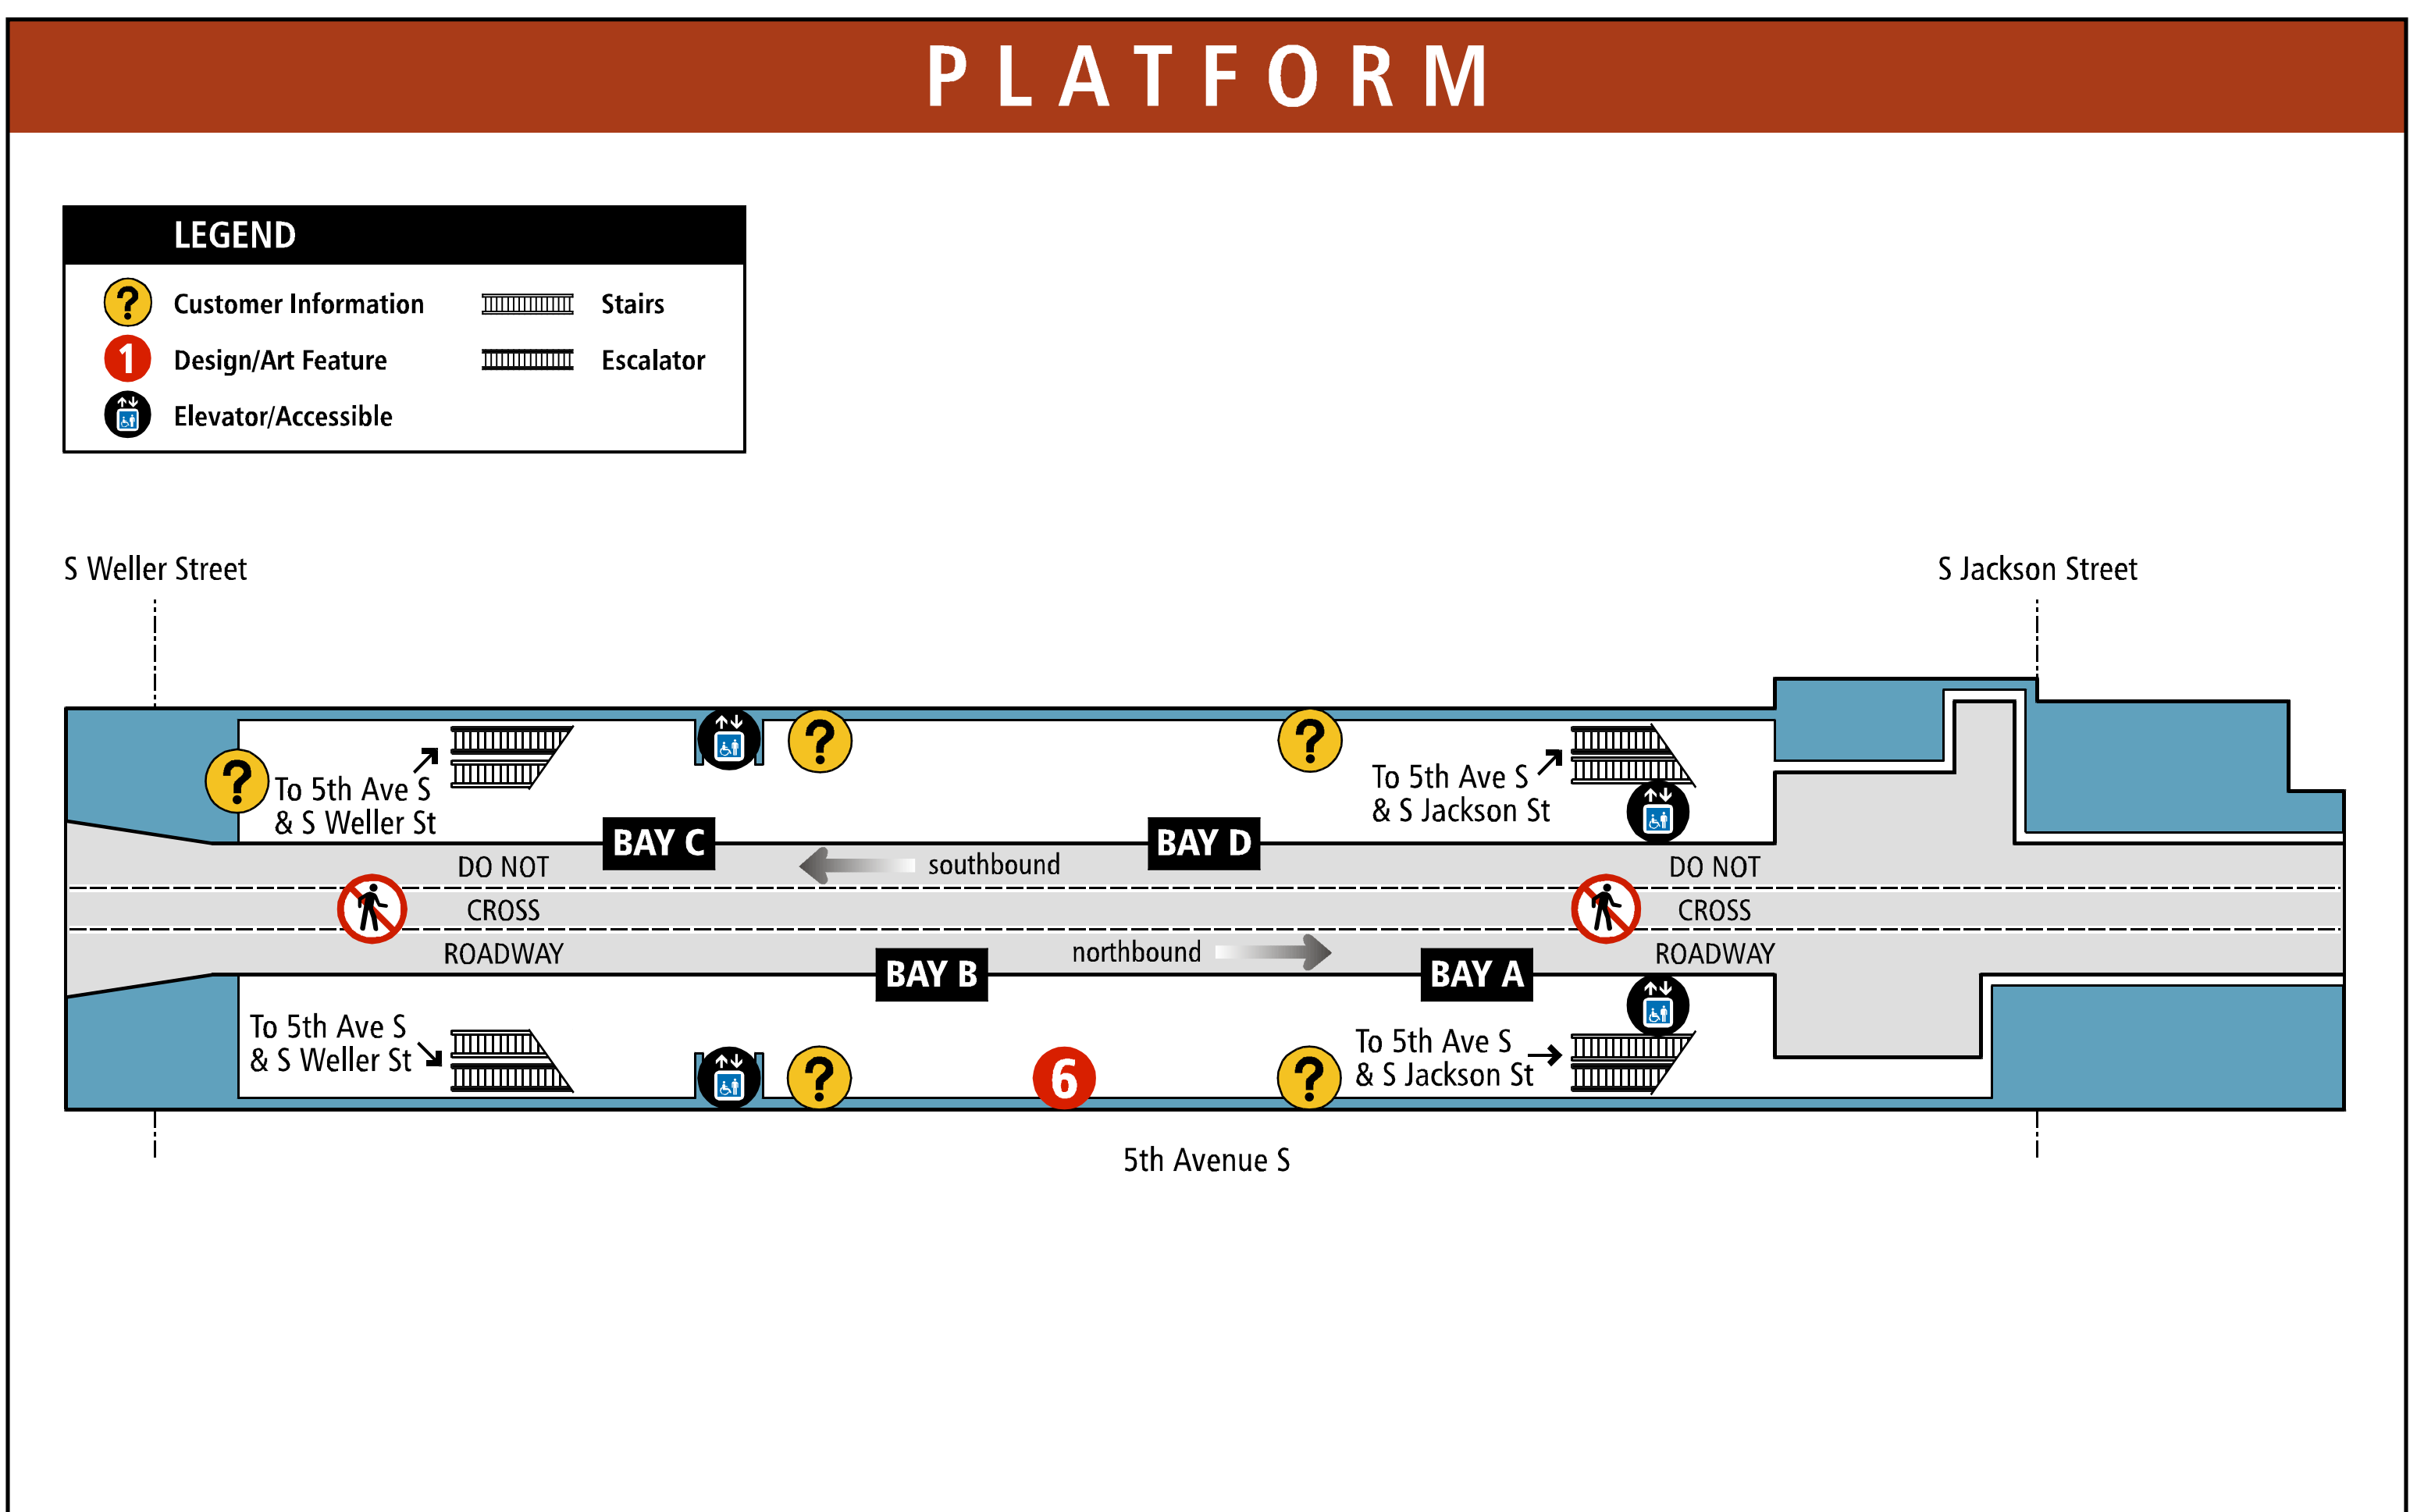 PLATFORM
LEGEND
? Customer Information
Stairs
1 Design/Art Feature
Escalator
Elevator/Accessible
S Weller Street
S Jackson Street
?
?
?
To 5th Ave S
& S Weller St
To 5th Ave S
& S Jackson St
BAY C
BAY D
DO NOT
southbound
DO NOT
CROSS
CROSS
ROADWAY
northbound
ROADWAY
BAY B
BAY A
To 5th Ave S
& S Weller St
To 5th Ave S
& S Jackson St
?
6
?
5th Avenue S